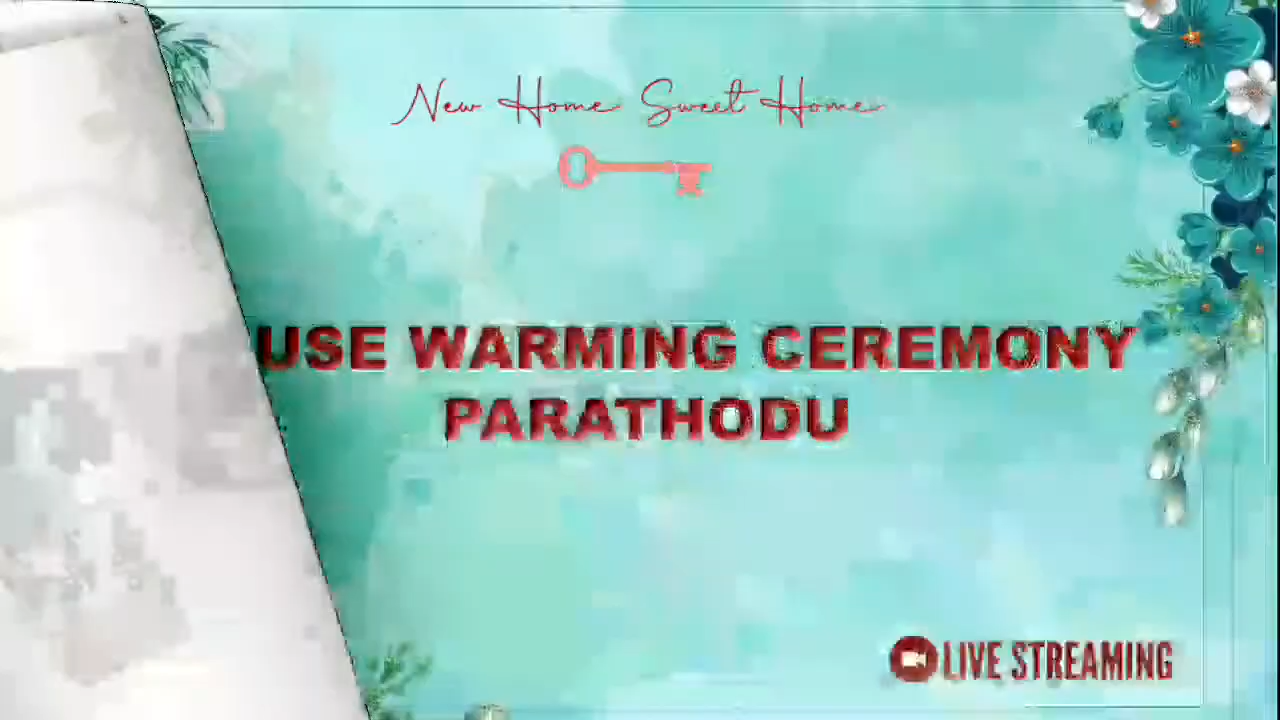 New Home Sweet Home
USE WARMING CEREMONY
PARATHODU
LIVE STREAMING